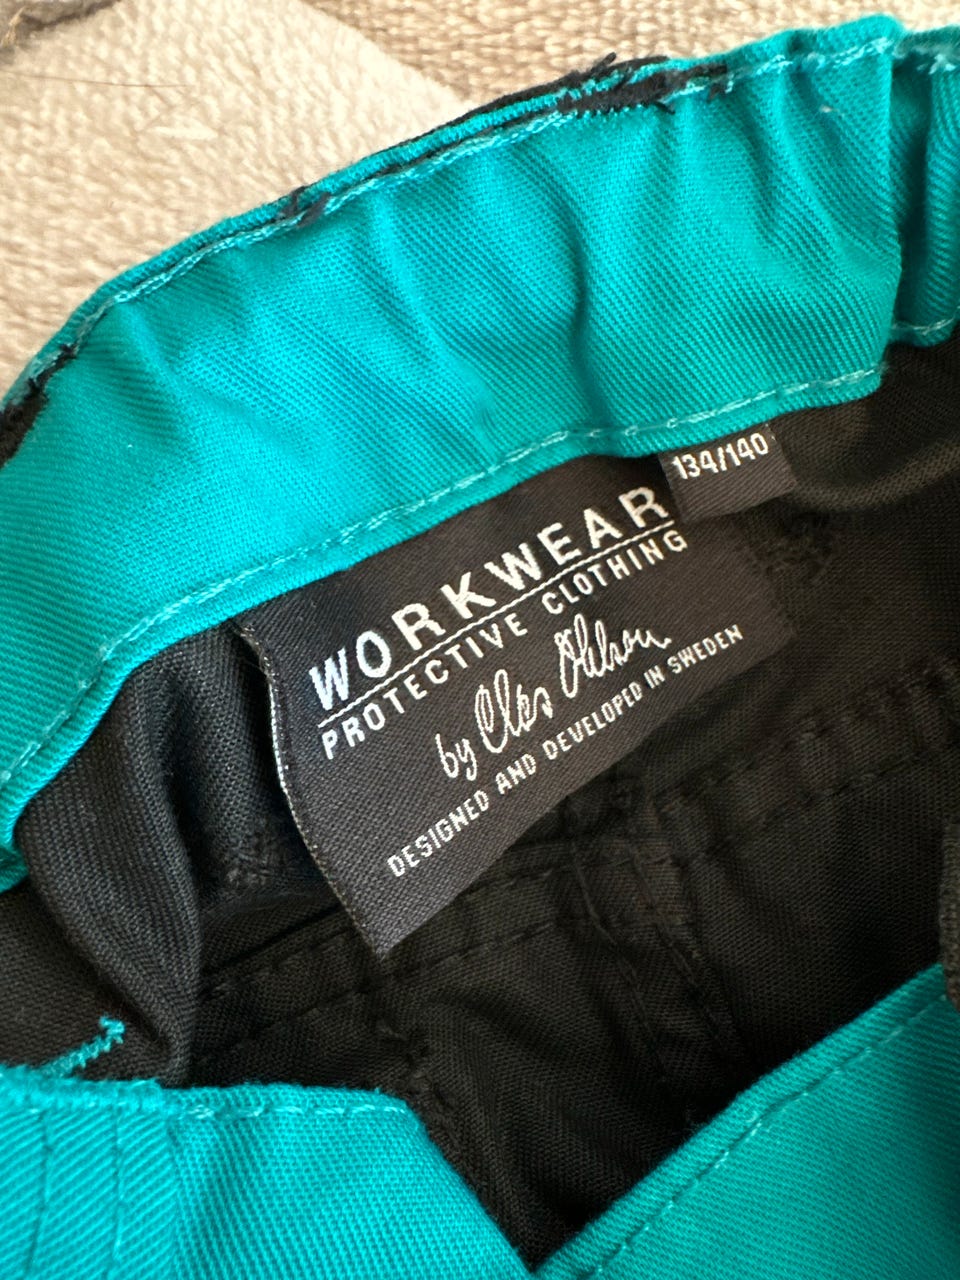 134/140
WORKWEAR
PROTECTIVE CLOTHING
by Clas Ohlson
DESIGNED AND DEVELOPED IN SWEDEN